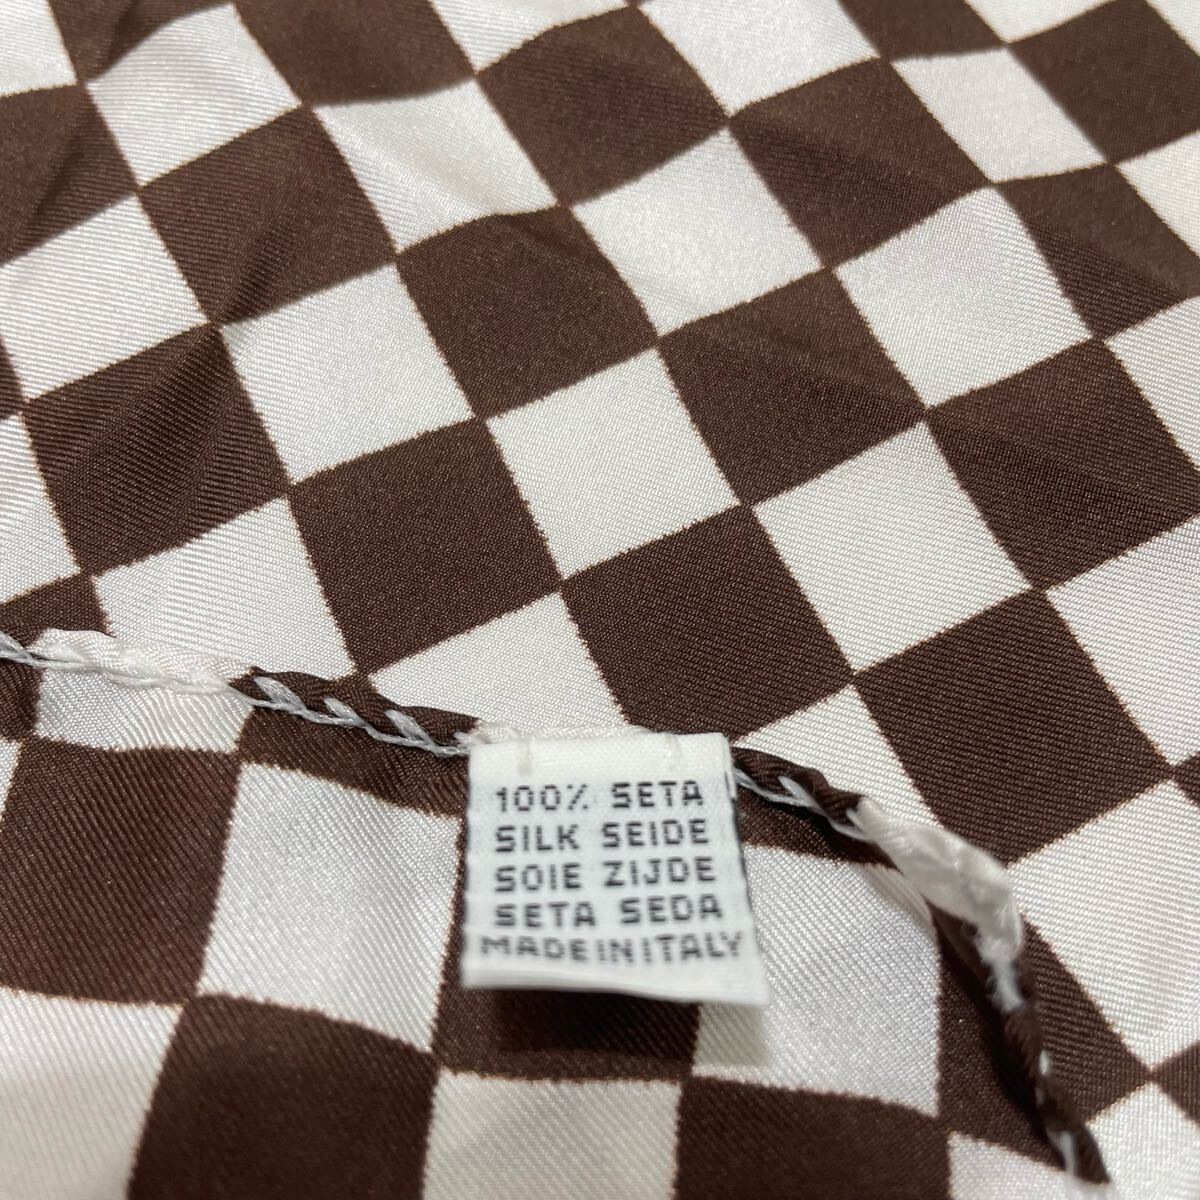 100% SETA
SILK SEIDE
SOIE ZIJDE
SETA SEDA
MADE IN ITALY